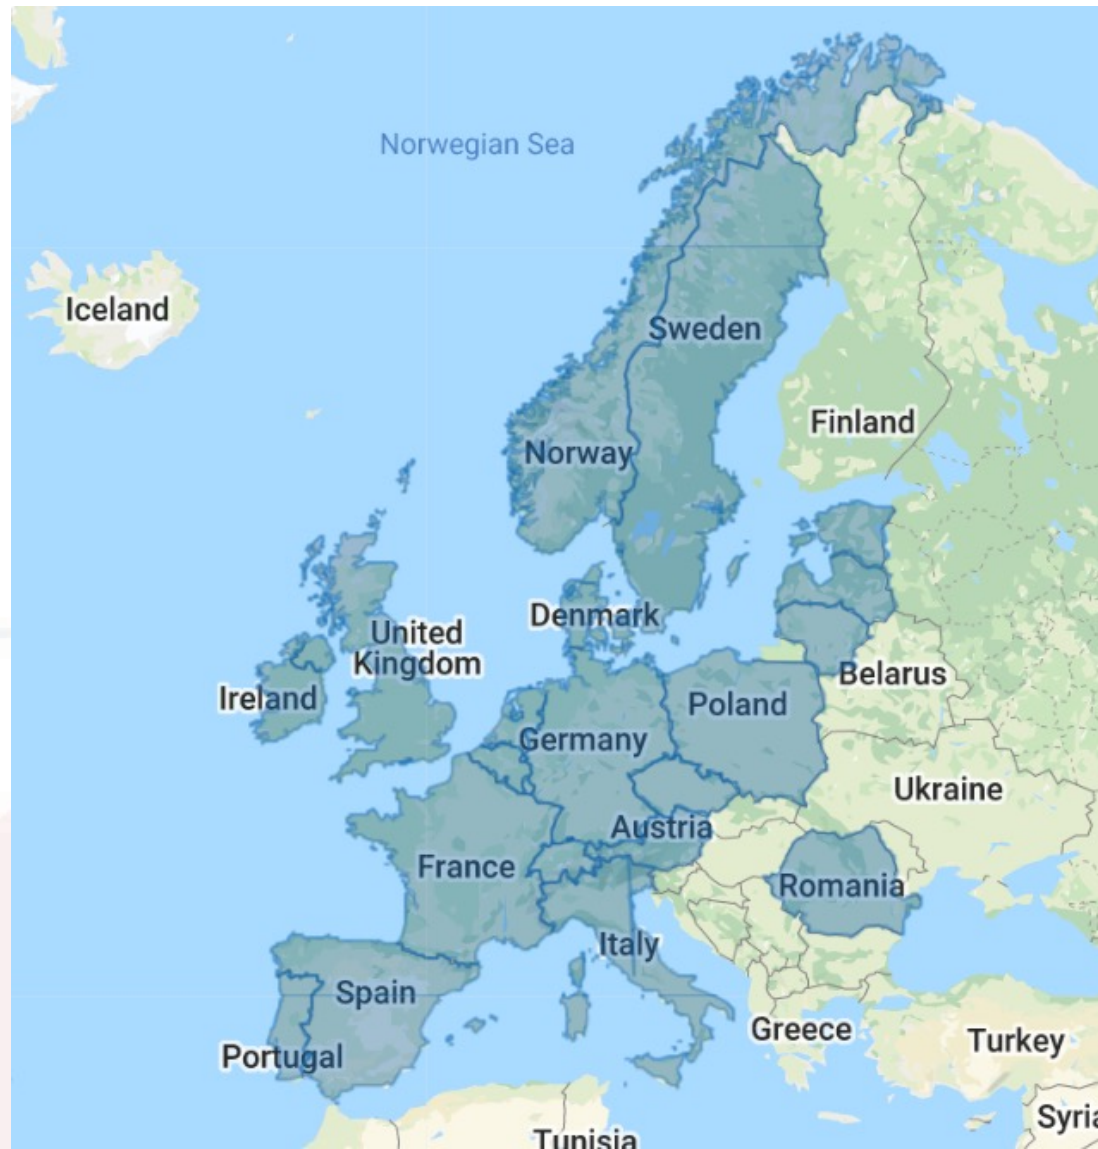 Norwegian Sea
Iceland
Sweden
Finland
Norway
Denmark
United
Kingdom
Ireland
Belarus
Poland
Germany
Ukraine
Austria
France
Romania
Italy
Spain
Greece
Turkey
Portugal
Syria
Tunisia